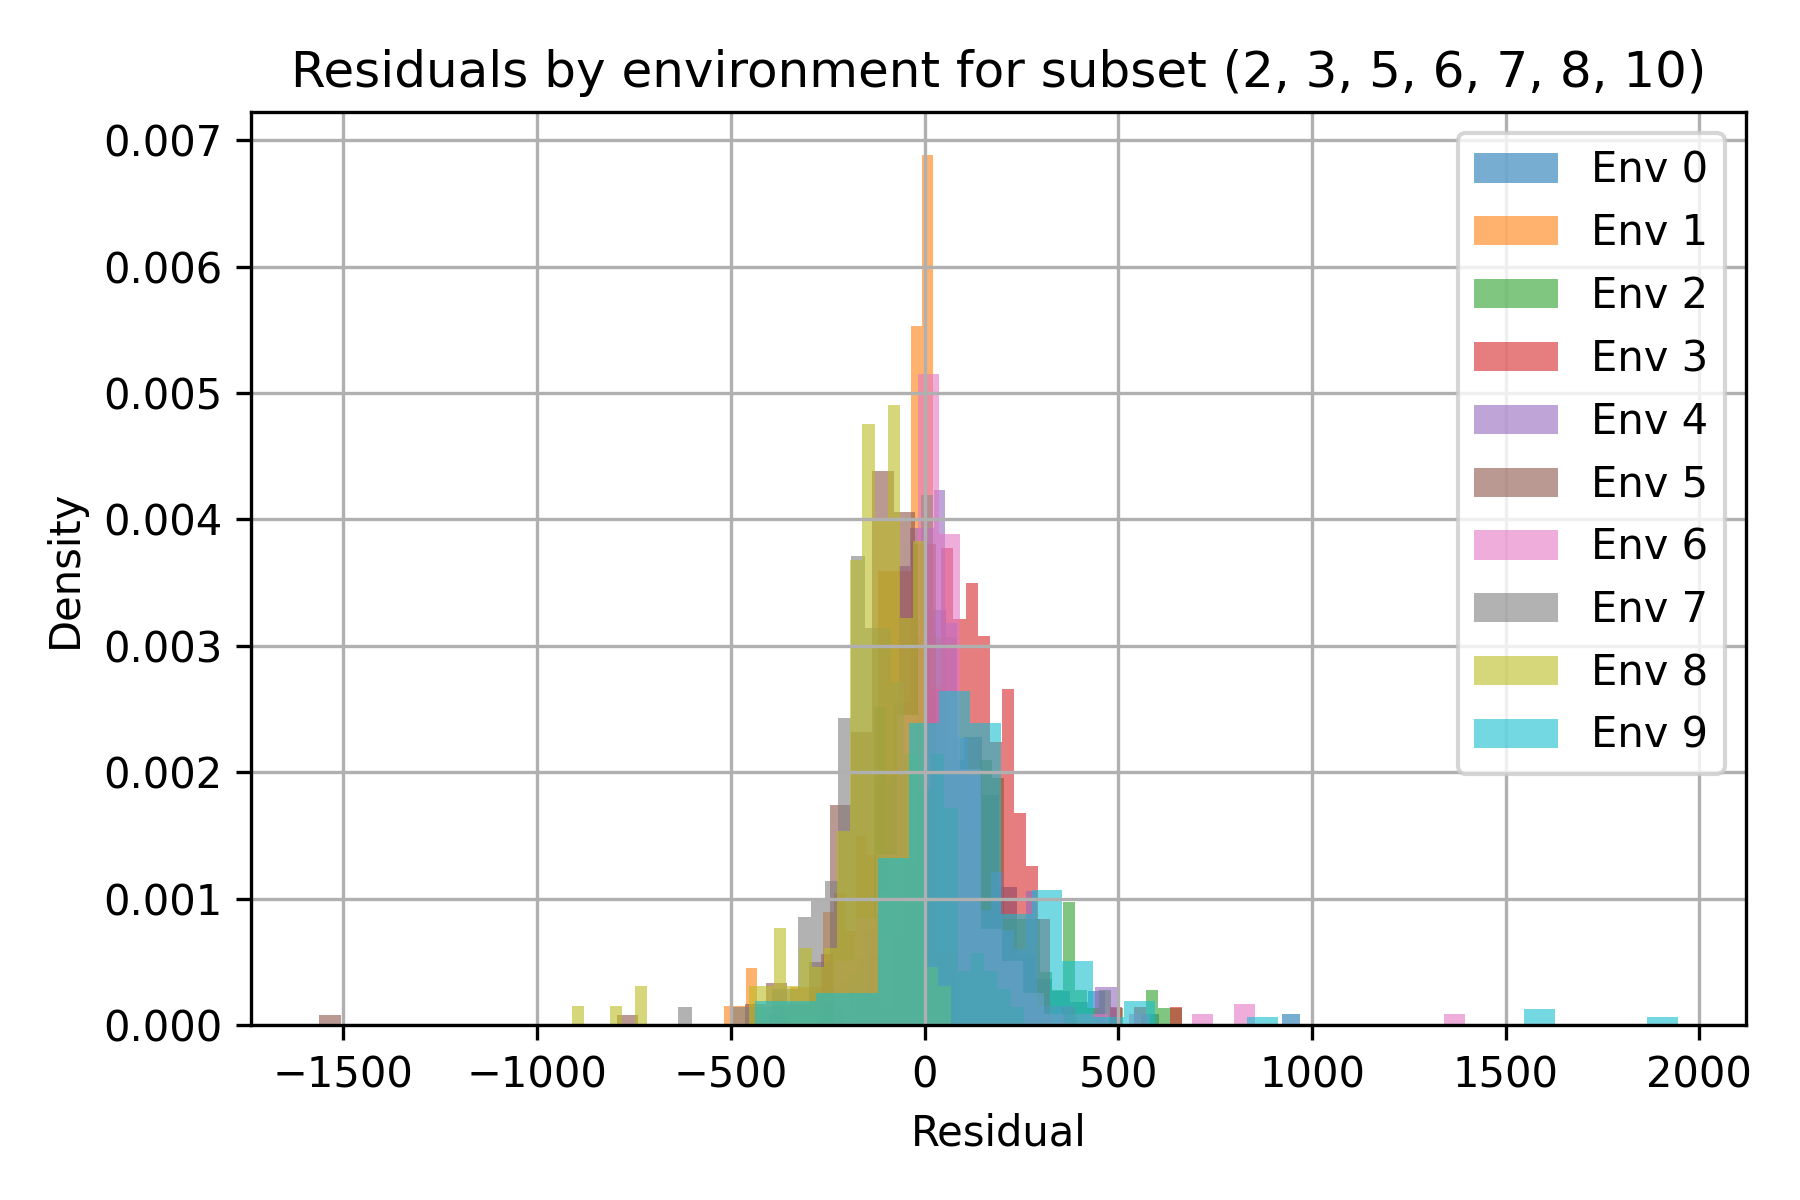 Residuals by environment for subset (2, 3, 5, 6, 7, 8, 10)
0.007
0.006
0.005
0.004
0.003
0.002
0.001
0.000
Density
Env 0
Env 1
Env 2
Env 3
Env 4
Env 5
Env 6
Env 7
Env 8
Env 9
−1500 −1000 −500 0 500 1000 1500 2000
Residual